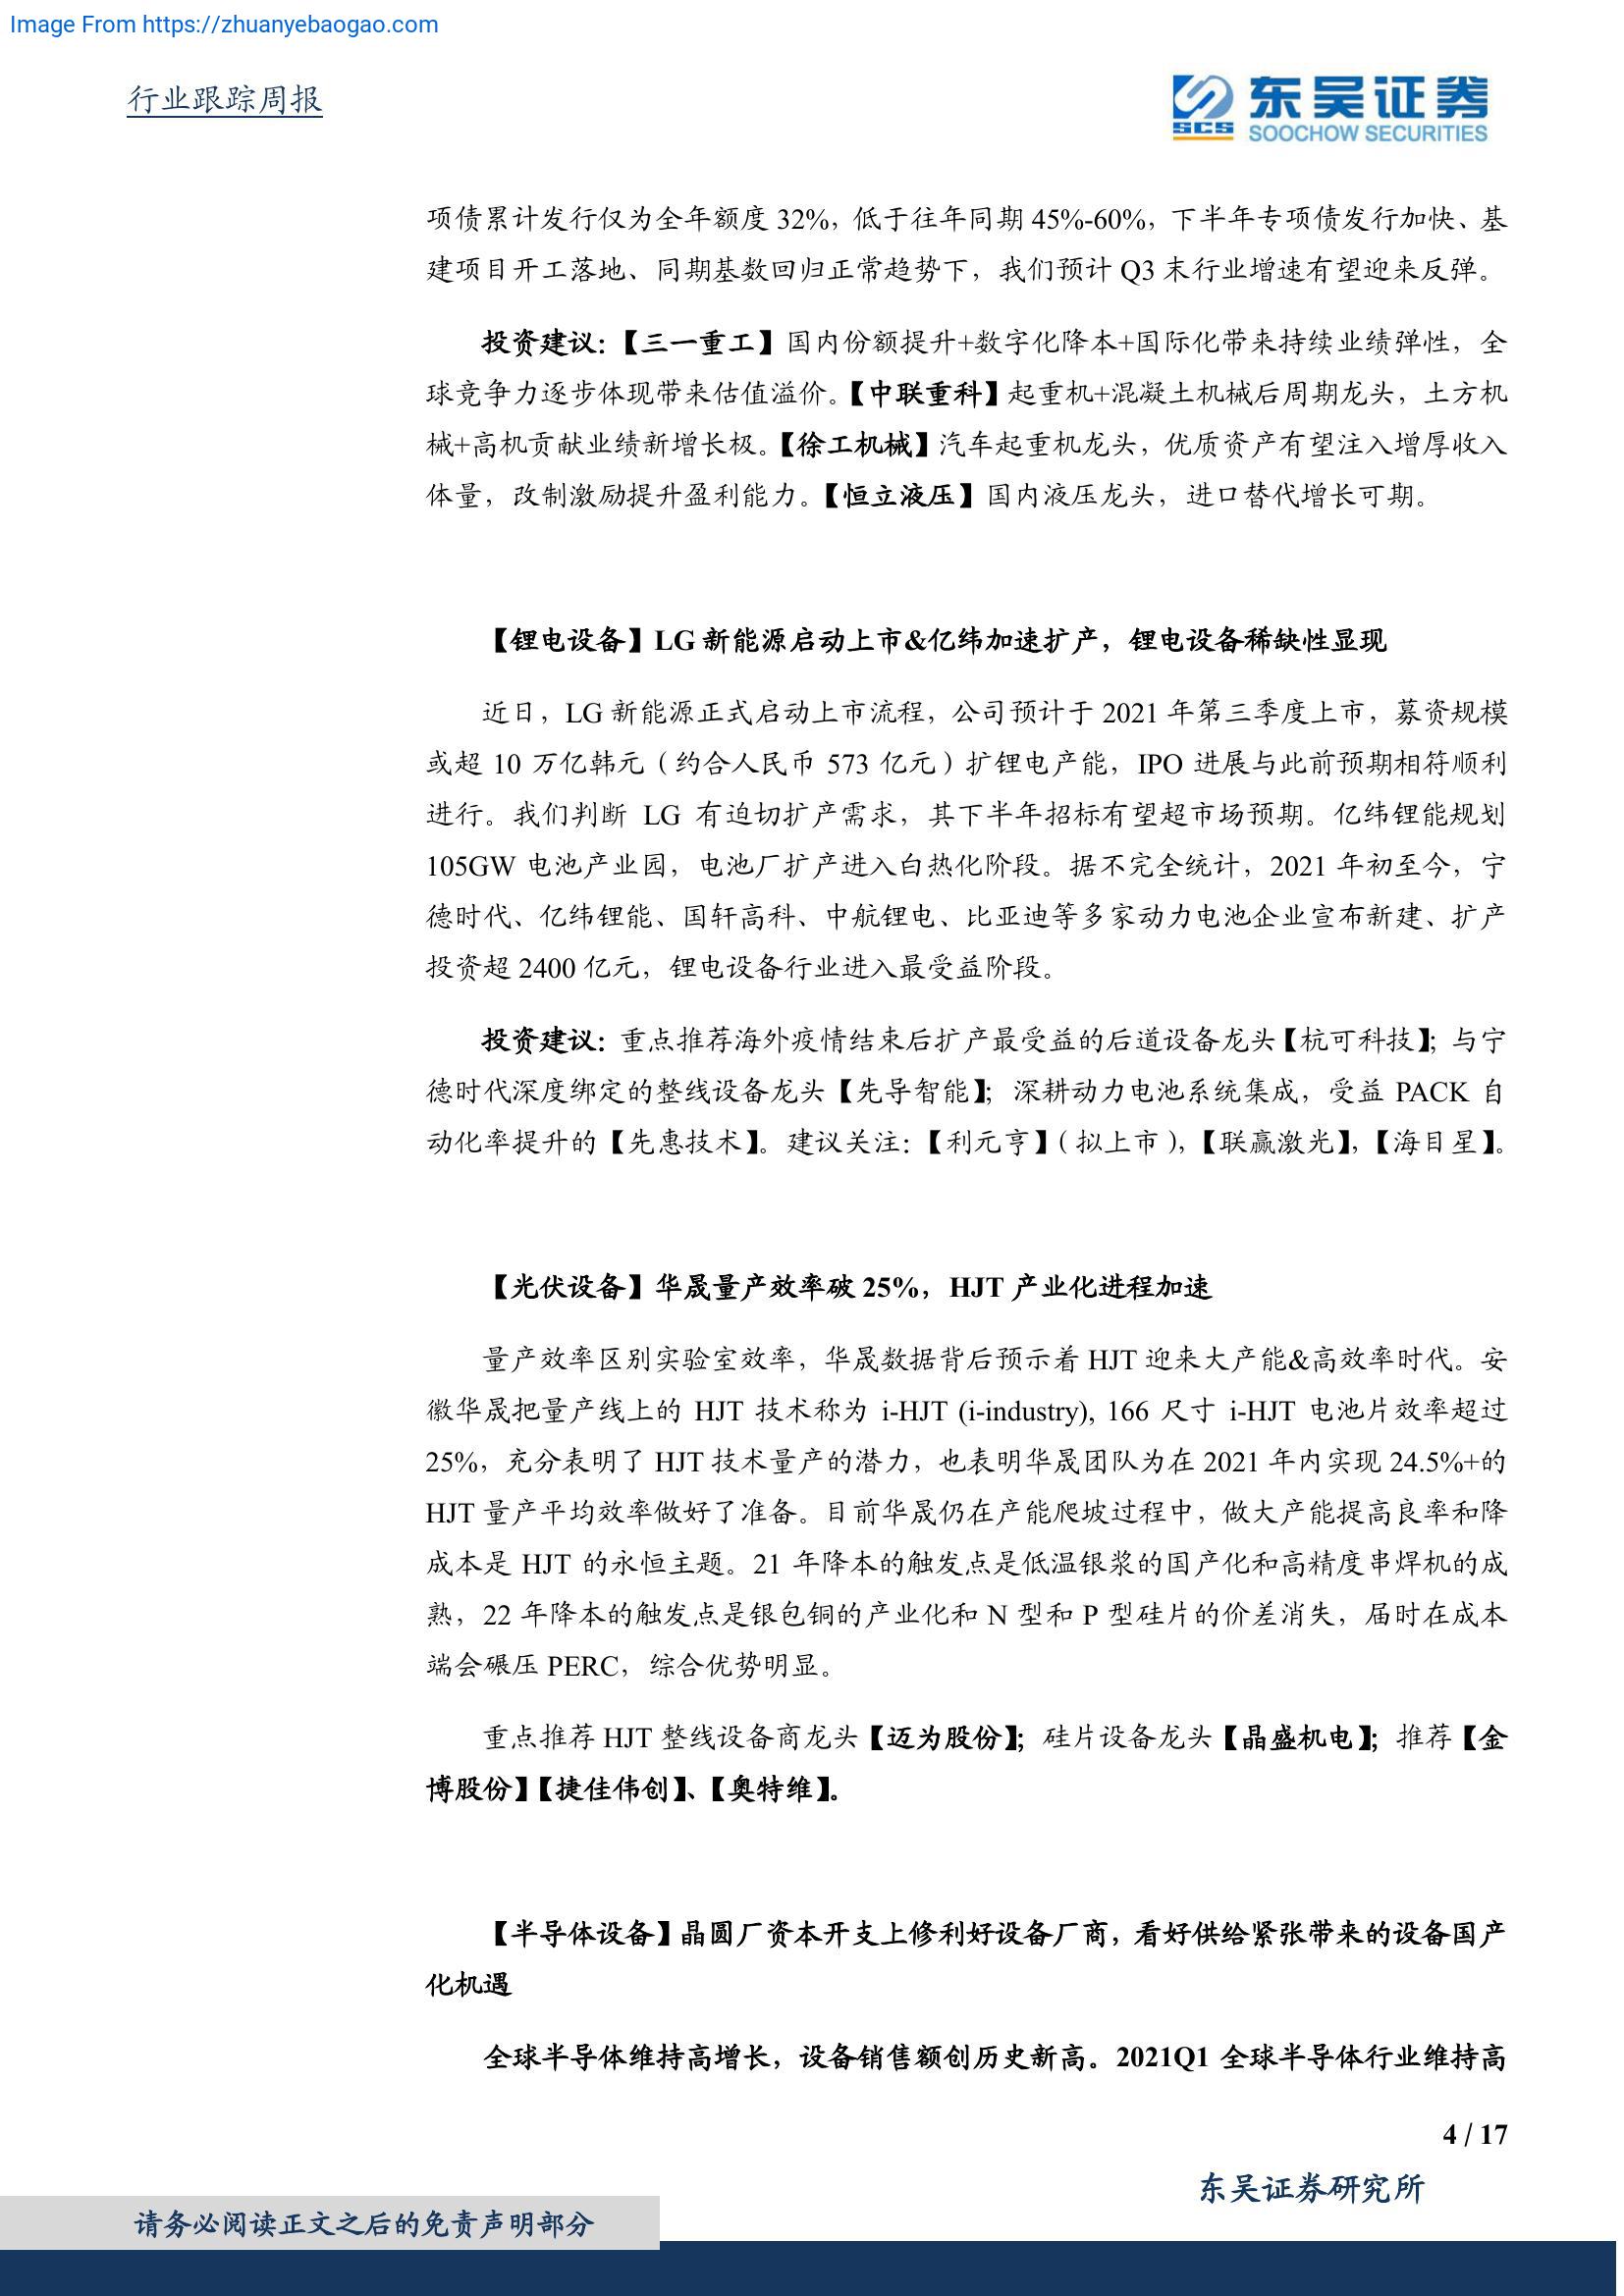 Image From https://zhuanyebaogao.com
行业跟踪周报
SCS
东吴证券
SOOCHOW SECURITIES
项债累计发行仅为全年额度 32%，低于往年同期 45%-60%，下半年专项债发行加快、基
建项目开工落地、同期基数回归正常趋势下，我们预计 Q3 末行业增速有望迎来反弹。
投资建议：【三一重工】国内份额提升+数字化降本+国际化带来持续业绩弹性，全
球竞争力逐步体现带来估值溢价。【中联重科】起重机+混凝土机械后周期龙头，土方机
械+高机贡献业绩新增长极。【徐工机械】汽车起重机龙头，优质资产有望注入增厚收入
体量，改制激励提升盈利能力。【恒立液压】国内液压龙头，进口替代增长可期。
【锂电设备】LG 新能源启动上市&亿纬加速扩产，锂电设备稀缺性显现
近日，LG 新能源正式启动上市流程，公司预计于 2021 年第三季度上市，募资规模
或超 10 万亿韩元（约合人民币 573 亿元）扩锂电产能，IPO 进展与此前预期相符顺利
进行。我们判断 LG 有迫切扩产需求，其下半年招标有望超市场预期。亿纬锂能规划
105GW 电池产业园，电池厂扩产进入白热化阶段。据不完全统计，2021 年初至今，宁
德时代、亿纬锂能、国轩高科、中航锂电、比亚迪等多家动力电池企业宣布新建、扩产
投资超 2400 亿元，锂电设备行业进入最受益阶段。
投资建议：重点推荐海外疫情结束后扩产最受益的后道设备龙头【杭可科技】；与宁
德时代深度绑定的整线设备龙头【先导智能】；深耕动力电池系统集成，受益 PACK 自
动化率提升的【先惠技术】。建议关注：【利元亨】（拟上市），【联赢激光】，【海目星】。
【光伏设备】华晟量产效率破 25%，HJT 产业化进程加速
量产效率区别实验室效率，华晟数据背后预示着 HJT 迎来大产能&高效率时代。安
徽华晟把量产线上的 HJT 技术称为 i-HJT (i-industry), 166 尺寸 i-HJT 电池片效率超过
25%，充分表明了 HJT 技术量产的潜力，也表明华晟团队为在 2021 年内实现 24.5%+的
HJT 量产平均效率做好了准备。目前华晟仍在产能爬坡过程中，做大产能提高良率和降
成本是 HJT 的永恒主题。21 年降本的触发点是低温银浆的国产化和高精度串焊机的成
熟，22 年降本的触发点是银包铜的产业化和 N 型和 P 型硅片的价差消失，届时在成本
端会碾压 PERC，综合优势明显。
重点推荐 HJT 整线设备商龙头【迈为股份】；硅片设备龙头【晶盛机电】；推荐【金
博股份】【捷佳伟创】、【奥特维】。
【半导体设备】晶圆厂资本开支上修利好设备厂商，看好供给紧张带来的设备国产
化机遇
全球半导体维持高增长，设备销售额创历史新高。2021Q1 全球半导体行业维持高
4 / 17
东吴证券研究所
请务必阅读正文之后的免责声明部分